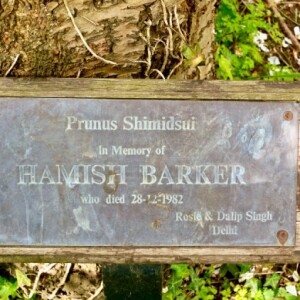 Prunus Shimidsui
in Memory of
HAMISH BARKER
who died 28-12-1982
Rosie & Dalip Singh
Delhi